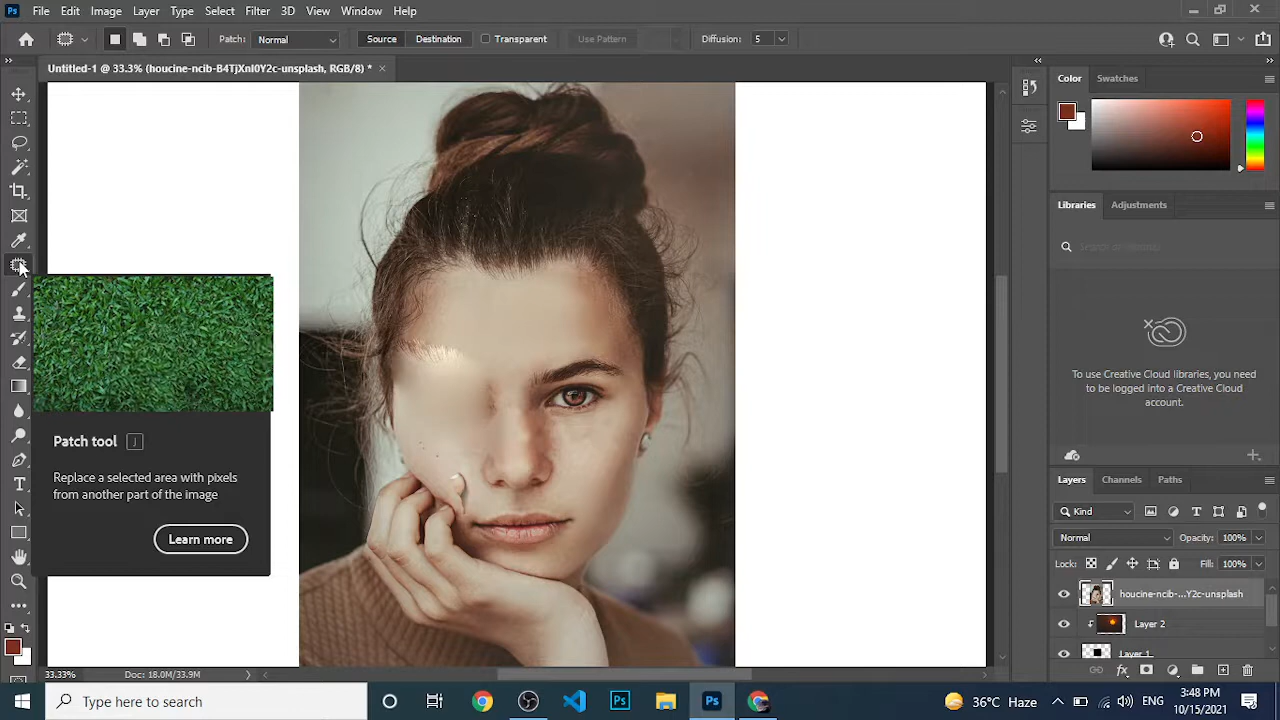 Ps File Edit Image Layer Type Select Filter 3D View Window Help
Patch: Normal Source Destination Transparent Use Pattern Diffusion: 5
Untitled-1 @ 33.3% (houcine-ncib-B4TjXnI0Y2c-unsplash, RGB/8) * ×
Color Swatches
Libraries Adjustments
To use Creative Cloud libraries, you
need to be logged into a Creative Cloud
account.
Patch tool J
Replace a selected area with pixels
from another part of the image
Learn more
Layers Channels Paths
Kind
Normal Opacity: 100%
Lock: Fill: 100%
houcine-ncib-...Y2c-unsplash
Layer 2
Layer 1
33.33% Doc: 18.0M/33.9M
Type here to search
Ps
Ps
36°C Haze
3:48 PM
10/15/2021